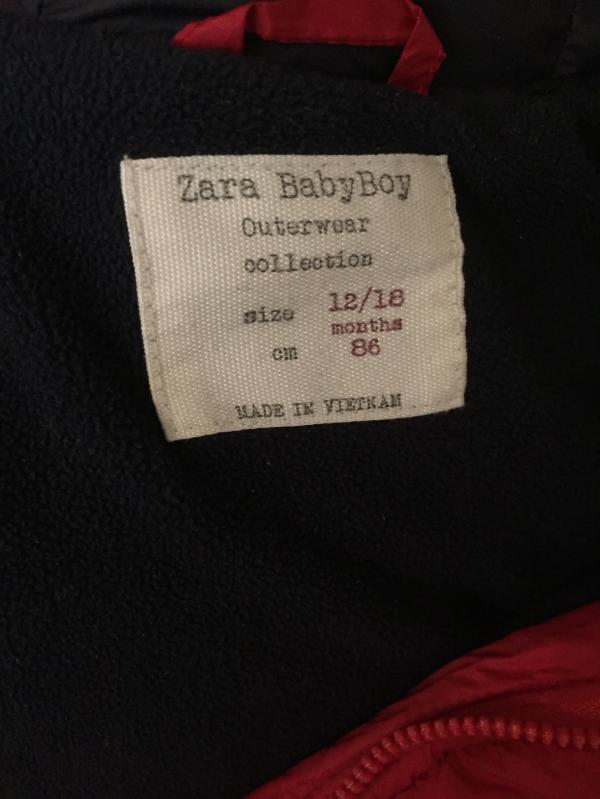 Zara BabyBoy
Outerwear
collection
size 12/18
months
cm 86
MADE IN VIETNAM